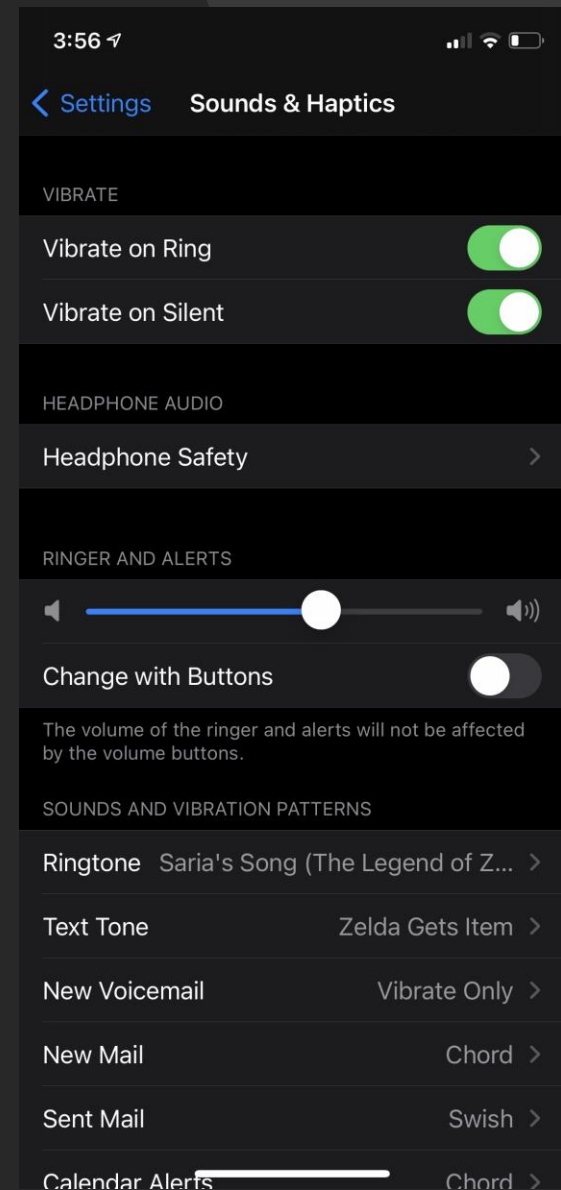 3:56
Settings Sounds & Haptics
VIBRATE
Vibrate on Ring
Vibrate on Silent
HEADPHONE AUDIO
Headphone Safety
RINGER AND ALERTS
Change with Buttons
The volume of the ringer and alerts will not be affected
by the volume buttons.
SOUNDS AND VIBRATION PATTERNS
Ringtone Saria's Song (The Legend of Z...
Text Tone Zelda Gets Item
New Voicemail Vibrate Only
New Mail Chord
Sent Mail Swish
Calendar Alerts Chord